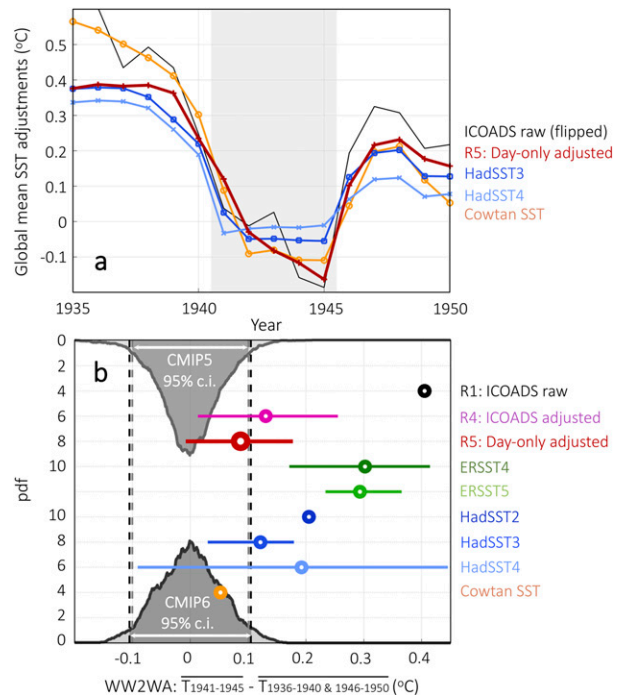 Global mean SST adjustments (°C)
0.5
0.4
0.3
0.2
0.1
0
-0.1
a
1935
1940
1945
1950
Year
ICOADS raw (flipped)
R5: Day-only adjusted
HadSST3
HadSST4
Cowtan SST
pdf
0
2
4
6
8
10
10
8
6
4
2
0
b
CMIP5
95% c.i.
CMIP6
95% c.i.
R1: ICOADS raw
R4: ICOADS adjusted
R5: Day-only adjusted
ERSST4
ERSST5
HadSST2
HadSST3
HadSST4
Cowtan SST
-0.1
0
0.1
0.2
0.3
0.4
WW2WA: T1941-1945 - T1936-1940 & 1946-1950 (°C)